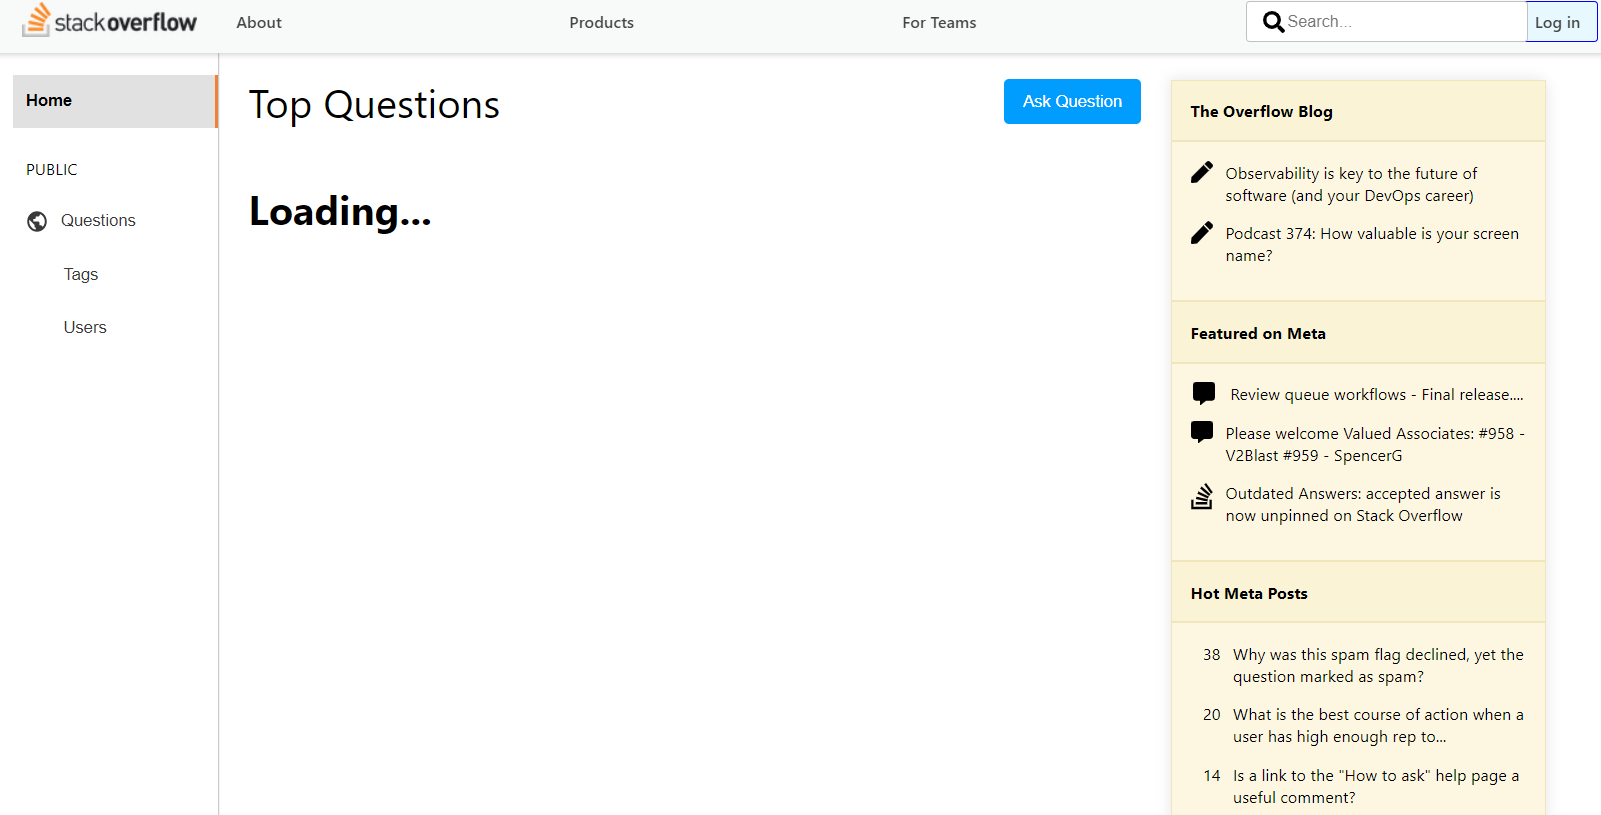 stackoverflow
About
Products
For Teams
Search...
Log in
Home
PUBLIC
Questions
Tags
Users
Top Questions
Ask Question
Loading...
The Overflow Blog
Observability is key to the future of
software (and your DevOps career)
Podcast 374: How valuable is your screen
name?
Featured on Meta
Review queue workflows - Final release....
Please welcome Valued Associates: #958 -
V2Blast #959 - SpencerG
Outdated Answers: accepted answer is
now unpinned on Stack Overflow
Hot Meta Posts
38 Why was this spam flag declined, yet the
question marked as spam?
20 What is the best course of action when a
user has high enough rep to...
14 Is a link to the "How to ask" help page a
useful comment?